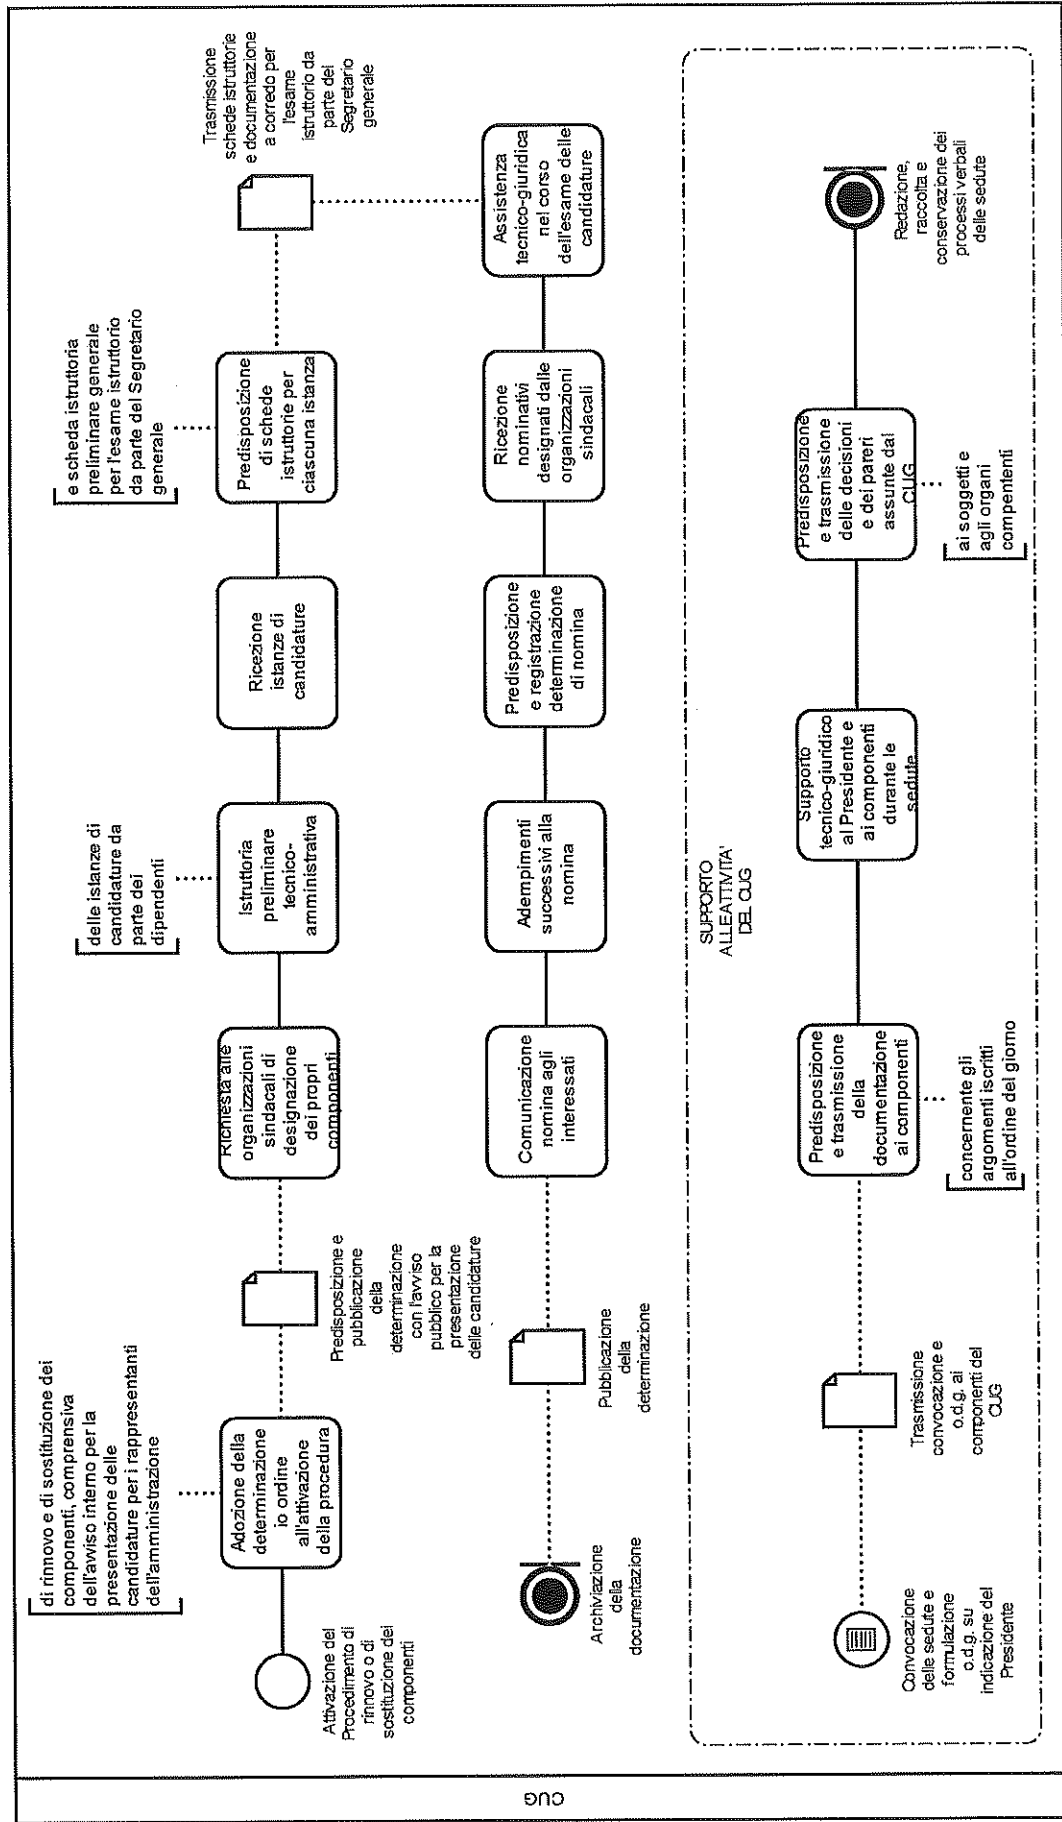 CUG
di rinnovo e di sostituzione dei
componenti, comprensiva
dell'avviso interno per la
presentazione delle
candidature per i rappresentanti
dell'amministrazione
Attivazione del
Procedimento di
rinnovo o di
sostituzione dei
componenti
Adozione della
determinazione
io ordine
all'attivazione
della procedura
Predisposizione e
pubblicazione
della
determinazione
con l'avviso
pubblico per la
presentazione
delle candidature
Richiesta alle
organizzazioni
sindacali di
designazione
dei propri
componenti
delle istanze di
candidature da
parte dei
dipendenti
Istruttoria
preliminare
tecnico-
amministrativa
Ricezione
istanze di
candidature
e scheda istruttoria
preliminare generale
per l'esame istruttorio
da parte del Segretario
generale
Predisposizione
di schede
istruttorie per
ciascuna istanza
Trasmissione
schede istruttorie
e documentazione
a corredo per
l'esame
istruttorio da
parte del
Segretario
generale
Assistenza
tecnico-giuridica
nel corso
dell'esame delle
candidature
Ricezione
nominativi
designati dalle
organizzazioni
sindacali
Predisposizione
e registrazione
determinazione
di nomina
Adempimenti
successivi alla
nomina
Comunicazione
nomina agli
interessati
Pubblicazione
della
determinazione
Archiviazione
della
documentazione
SUPPORTO
ALLE ATTIVITA'
DEL CUG
Convocazione
delle sedute e
formulazione
o.d.g. su
indicazione del
Presidente
Trasmissione
convocazione e
o.d.g. ai
componenti del
CUG
Predisposizione
e trasmissione
della
documentazione
ai componenti
concernente gli
argomenti iscritti
all'ordine del giorno
Supporto
tecnico-giuridico
al Presidente e
ai componenti
durante le
sedute
Predisposizione
e trasmissione
delle decisioni
e dei pareri
assunte dal
CUG
ai soggetti e
agli organi
compententi
Redazione,
raccolta e
conservazione dei
processi verbali
delle sedute